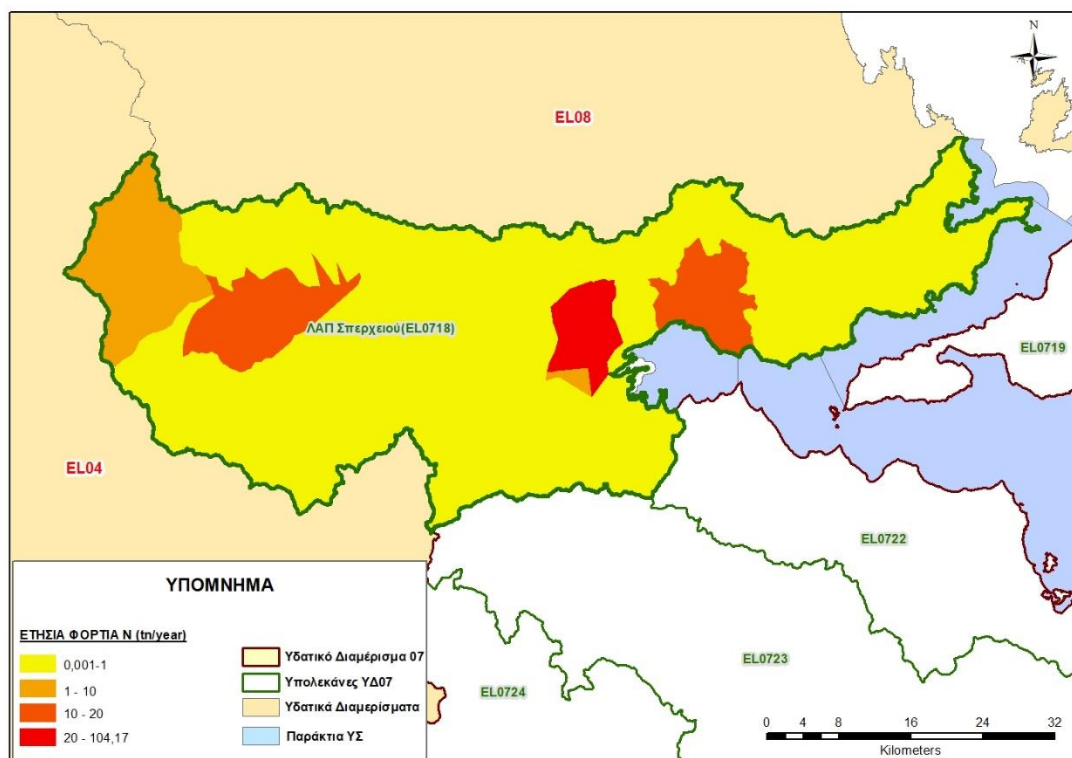 N
EL08
ΛΑΠ Σπερχειού(EL0718)
EL0719
EL04
EL0722
EL0723
EL0724
ΥΠΟΜΝΗΜΑ
ΕΤΗΣΙΑ ΦΟΡΤΙΑ Ν (tn/year)
0,001-1
1 - 10
10 - 20
20 - 104,17
Υδατικό Διαμέρισμα 07
Υπολεκάνες ΥΔ07
Υδατικά Διαμερίσματα
Παράκτια ΥΣ
0 4 8 16 24 32
Kilometers